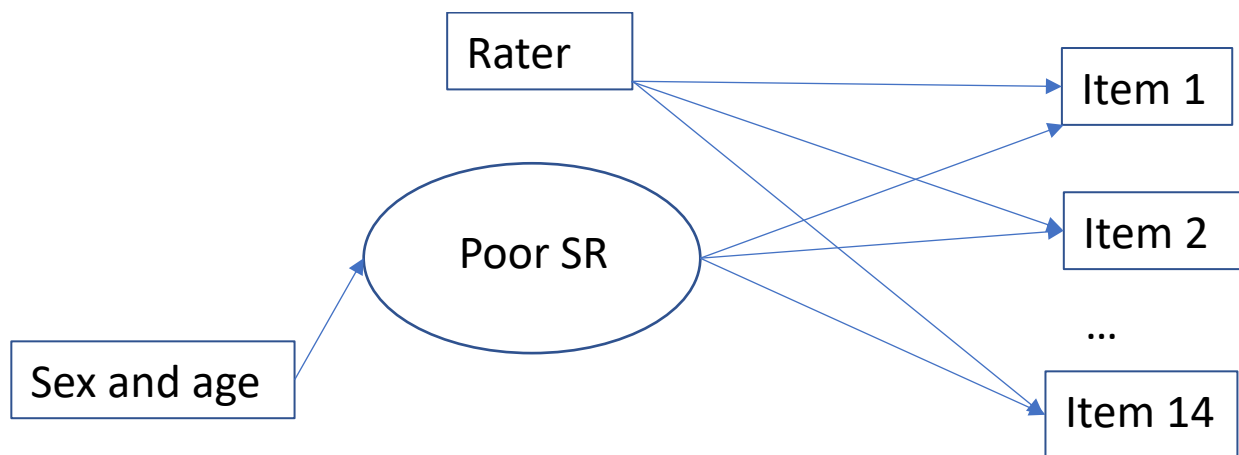 Rater
Item 1
Poor SR
Item 2
...
Sex and age
Item 14